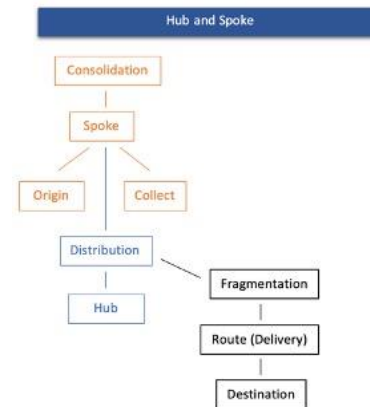 Hub and Spoke
Consolidation
Spoke
Origin
Collect
Distribution
Fragmentation
Hub
Route (Delivery)
Destination